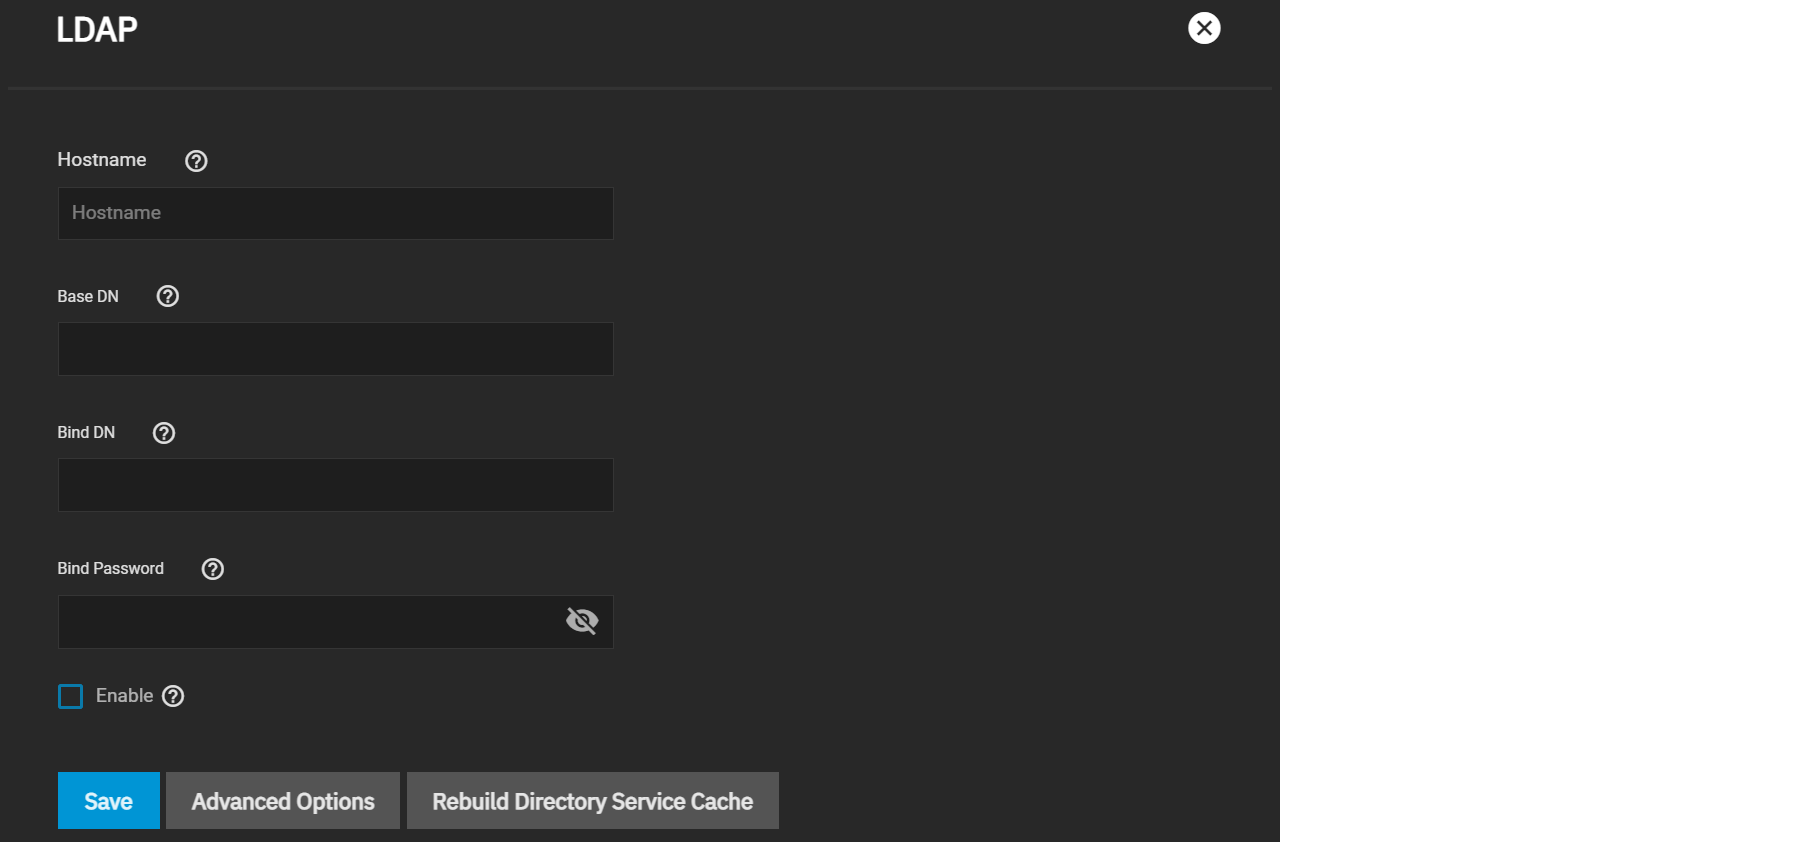 LDAP
Hostname
Hostname
Base DN
Bind DN
Bind Password
Enable
Save
Advanced Options
Rebuild Directory Service Cache